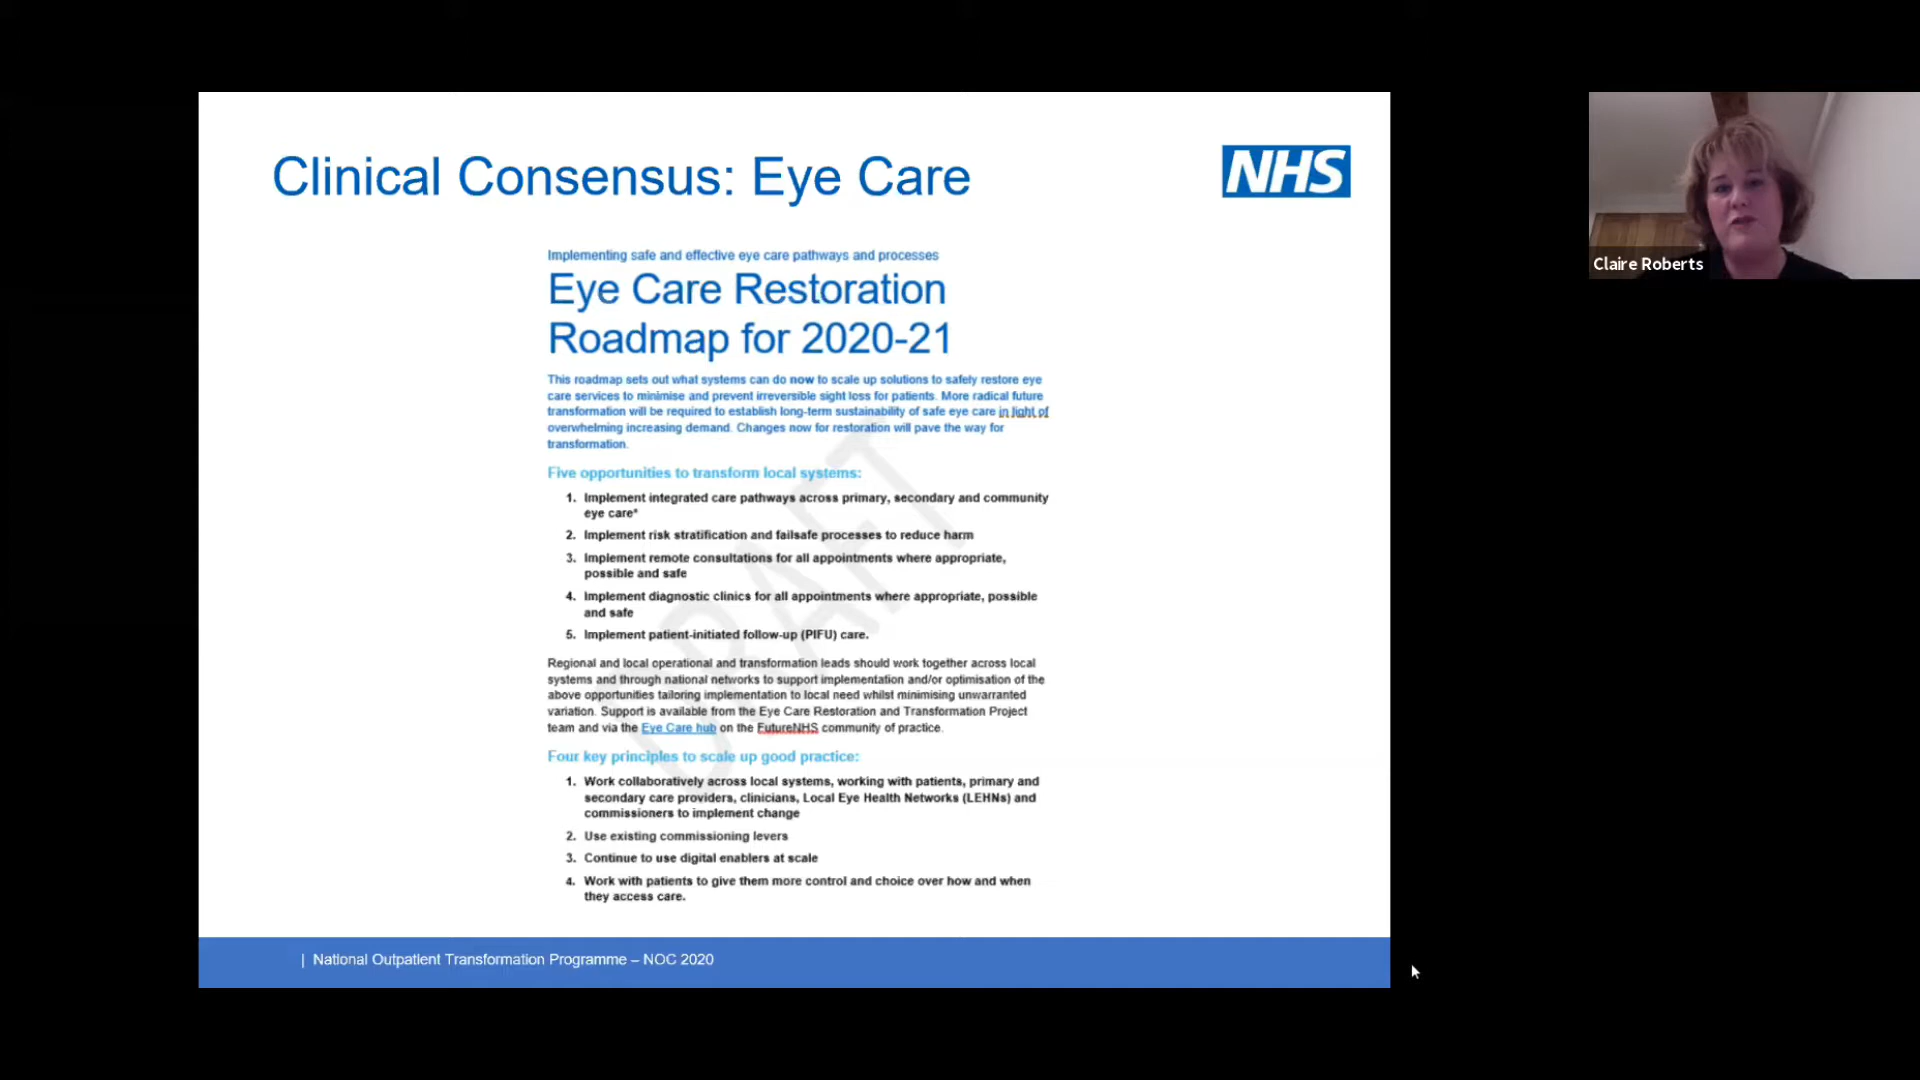 Clinical Consensus: Eye Care
NHS
Claire Roberts
Implementing safe and effective eye care pathways and processes
Eye Care Restoration
Roadmap for 2020-21
This roadmap sets out what systems can do now to scale up solutions to safely restore eye
care services to minimise and prevent irreversible sight loss for patients. More radical future
transformation will be required to establish long-term sustainability of safe eye care in light of
overwhelming increasing demand. Changes now for restoration will pave the way for
transformation.
Five opportunities to transform local systems:
1. Implement integrated care pathways across primary, secondary and community
eye care*
2. Implement risk stratification and failsafe processes to reduce harm
3. Implement remote consultations for all appointments where appropriate,
possible and safe
4. Implement diagnostic clinics for all appointments where appropriate, possible
and safe
5. Implement patient-initiated follow-up (PIFU) care.
Regional and local operational and transformation leads should work together across local
systems and through national networks to support implementation and/or optimisation of the
above opportunities tailoring implementation to local need whilst minimising unwarranted
variation. Support is available from the Eye Care Restoration and Transformation Project
team and via the Eye Care hub on the FutureNHS community of practice.
Four key principles to scale up good practice:
1. Work collaboratively across local systems, working with patients, primary and
secondary care providers, clinicians, Local Eye Health Networks (LEHNs) and
commissioners to implement change
2. Use existing commissioning levers
3. Continue to use digital enablers at scale
4. Work with patients to give them more control and choice over how and when
they access care.
DRAFT
| National Outpatient Transformation Programme – NOC 2020